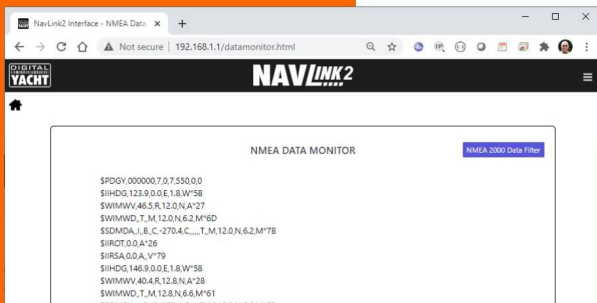 NavLink2 Interface - NMEA Data
Not secure | 192.168.1.1/datamonitor.html
DIGITAL
YACHT
NAVLINK2
NMEA DATA MONITOR
NMEA 2000 Data Filter
$PDGY,000000,7,0,7,550,0,0
$IIHDG,123.9,0.0,E,1.8,W*5B
$WIMWV,46.5,R,12.0,N,A*27
$WIMWD,,T,,M,12.0,N,6.2,M*6D
$SDMDA,,I,,B,,C,-270.4,C,,,,,,T,,M,12.0,N,6.2,M*7B
$IIROT,0.0,A*26
$IIRSA,0.0,A,,V*79
$IIHDG,146.9,0.0,E,1.8,W*58
$WIMWV,40.4,R,12.8,N,A*28
$WIMWD,,T,,M,12.8,N,6.6,M*61